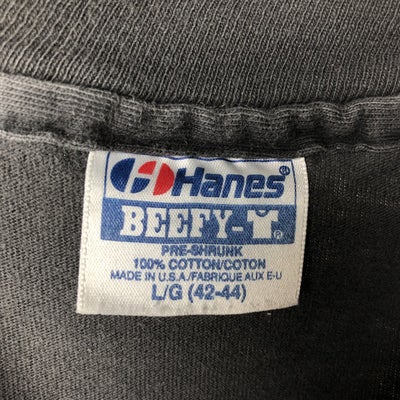 Hanes
BEEFY-T
PRE-SHRUNK
100% COTTON/COTON
MADE IN U.S.A./FABRIQUE AUX E-U
L/G (42-44)